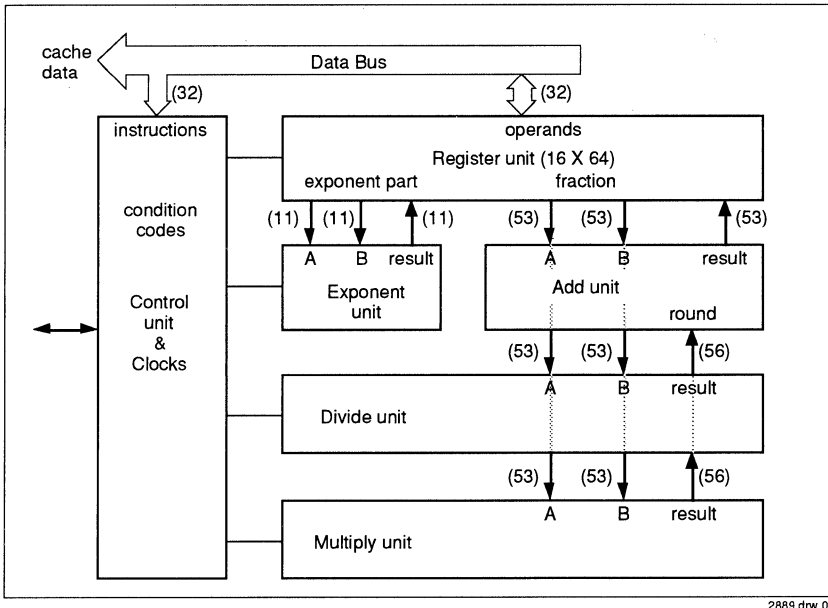 cache
data
Data Bus
(32)
(32)
instructions
condition
codes
Control
unit
&
Clocks
operands
Register unit (16 X 64)
exponent part
fraction
(11)
(11)
(11)
(53)
(53)
(53)
A
B
result
Exponent
unit
A
B
result
Add unit
round
(53)
(53)
(56)
A
B
result
Divide unit
(53)
(53)
(56)
A
B
result
Multiply unit
2889 drw 0